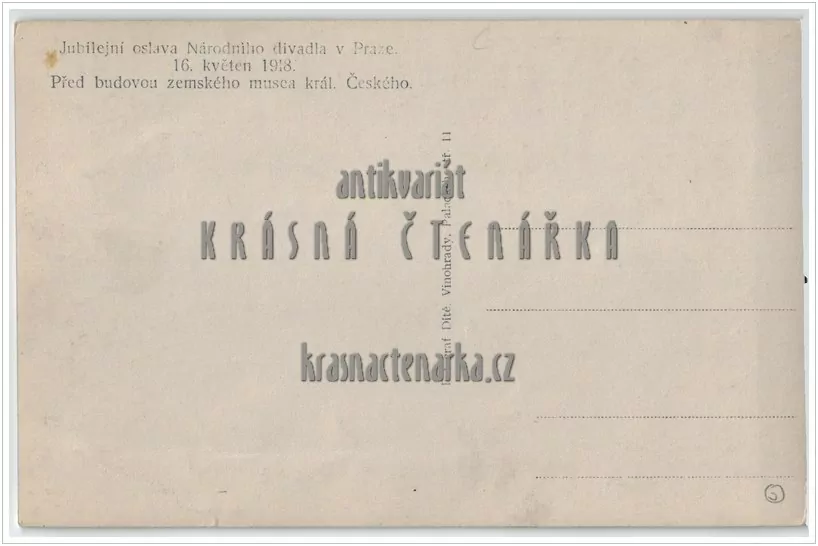 Jubilejní oslava Národního divadla v Praze.
16. květen 1918.
Před budovou zemského musea král. Českého.
antikvariát
KRÁSNÁ ČTENÁŘKA
krasnactenarka.cz
Dítě, Vinohrady, 11